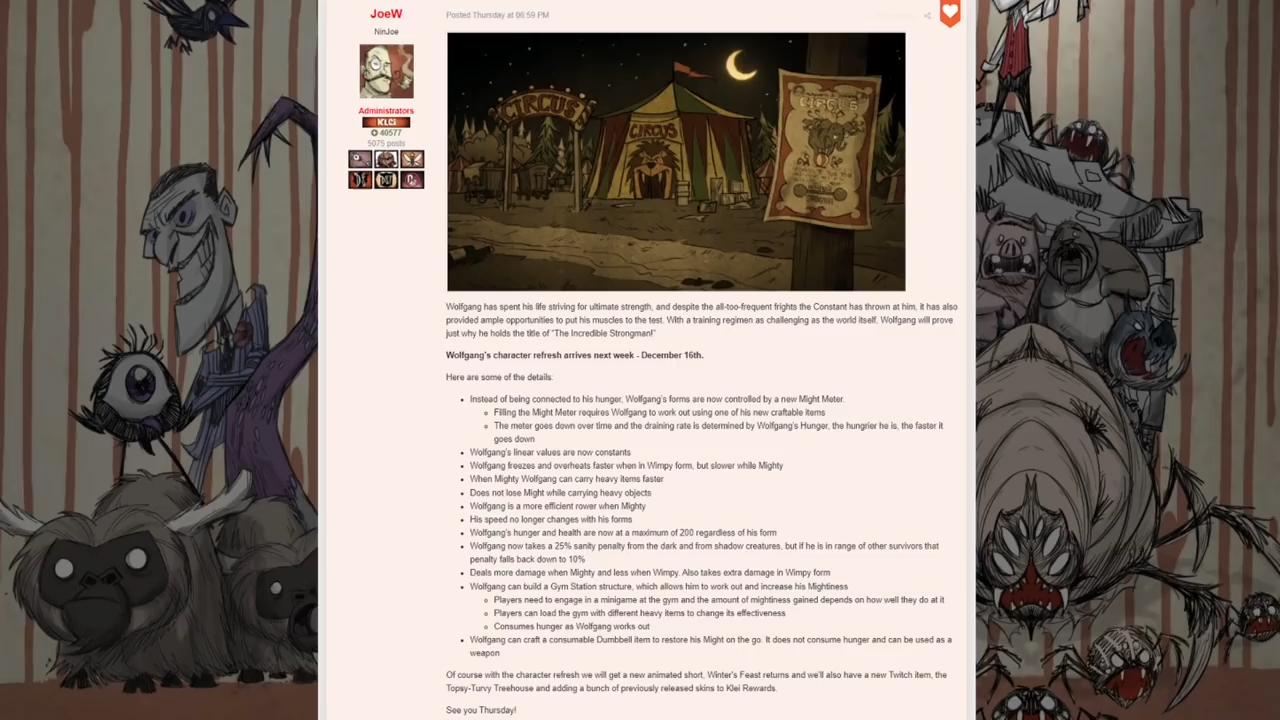 JoeW
Posted Thursday at 06:59 PM
NinJoe
Administrators
KLEI
40577
5075 posts
CIRCUS
CIRCUS
CIRCUS
Wolfgang has spent his life striving for ultimate strength, and despite the all-too-frequent frights the Constant has thrown at him, it has also
provided ample opportunities to put his muscles to the test. With a training regimen as challenging as the world itself, Wolfgang will prove
just why he holds the title of "The Incredible Strongman!"
Wolfgang's character refresh arrives next week - December 16th.
Here are some of the details:
Instead of being connected to his hunger, Wolfgang's forms are now controlled by a new Might Meter.
Filling the Might Meter requires Wolfgang to work out using one of his new craftable items
The meter goes down over time and the draining rate is determined by Wolfgang's Hunger, the hungrier he is, the faster it
goes down
Wolfgang's linear values are now constants
Wolfgang freezes and overheats faster when in Wimpy form, but slower while Mighty
When Mighty Wolfgang can carry heavy items faster
Does not lose Might while carrying heavy objects
Wolfgang is a more efficient rower when Mighty
His speed no longer changes with his forms
Wolfgang's hunger and health are now at a maximum of 200 regardless of his form
Wolfgang now takes a 25% sanity penalty from the dark and from shadow creatures, but if he is in range of other survivors that
penalty falls back down to 10%
Deals more damage when Mighty and less when Wimpy. Also takes extra damage in Wimpy form
Wolfgang can build a Gym Station structure, which allows him to work out and increase his Mightiness
Players need to engage in a minigame at the gym and the amount of mightiness gained depends on how well they do at it
Players can load the gym with different heavy items to change its effectiveness
Consumes hunger as Wolfgang works out
Wolfgang can craft a consumable Dumbbell item to restore his Might on the go. It does not consume hunger and can be used as a
weapon
Of course with the character refresh we will get a new animated short, Winter's Feast returns and we'll also have a new Twitch item, the
Topsy-Turvy Treehouse and adding a bunch of previously released skins to Klei Rewards.
See you Thursday!